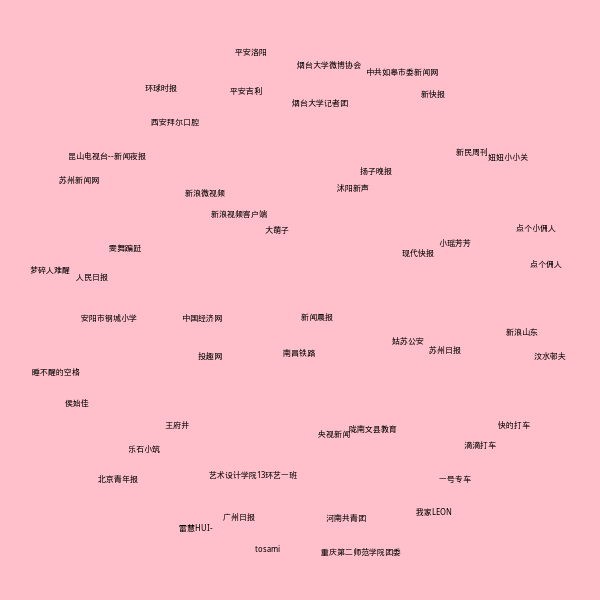 平安洛阳
烟台大学微博协会
中共如皋市委新闻网
环球时报
平安吉利
新快报
烟台大学记者团
西安拜尔口腔
新民周刊
妞妞小小关
昆山电视台--新闻夜报
扬子晚报
苏州新闻网
沭阳新声
新浪微视频
新浪视频客户端
大萌子
点个小佣人
小瑶芳芳
雯舞蹁跹
现代快报
点个佣人
梦碎人难醒
人民日报
安阳市钢城小学
中国经济网
新闻晨报
新浪山东
姑苏公安
苏州日报
南昌铁路
投趣网
汶水邨夫
睡不醒的空格
侯始佳
王府井
快的打车
陇南文县教育
央视新闻
滴滴打车
乐石小筑
艺术设计学院13环艺一班
北京青年报
一号专车
我家LEON
广州日报
河南共青团
雷慧HUI-
tosami
重庆第二师范学院团委